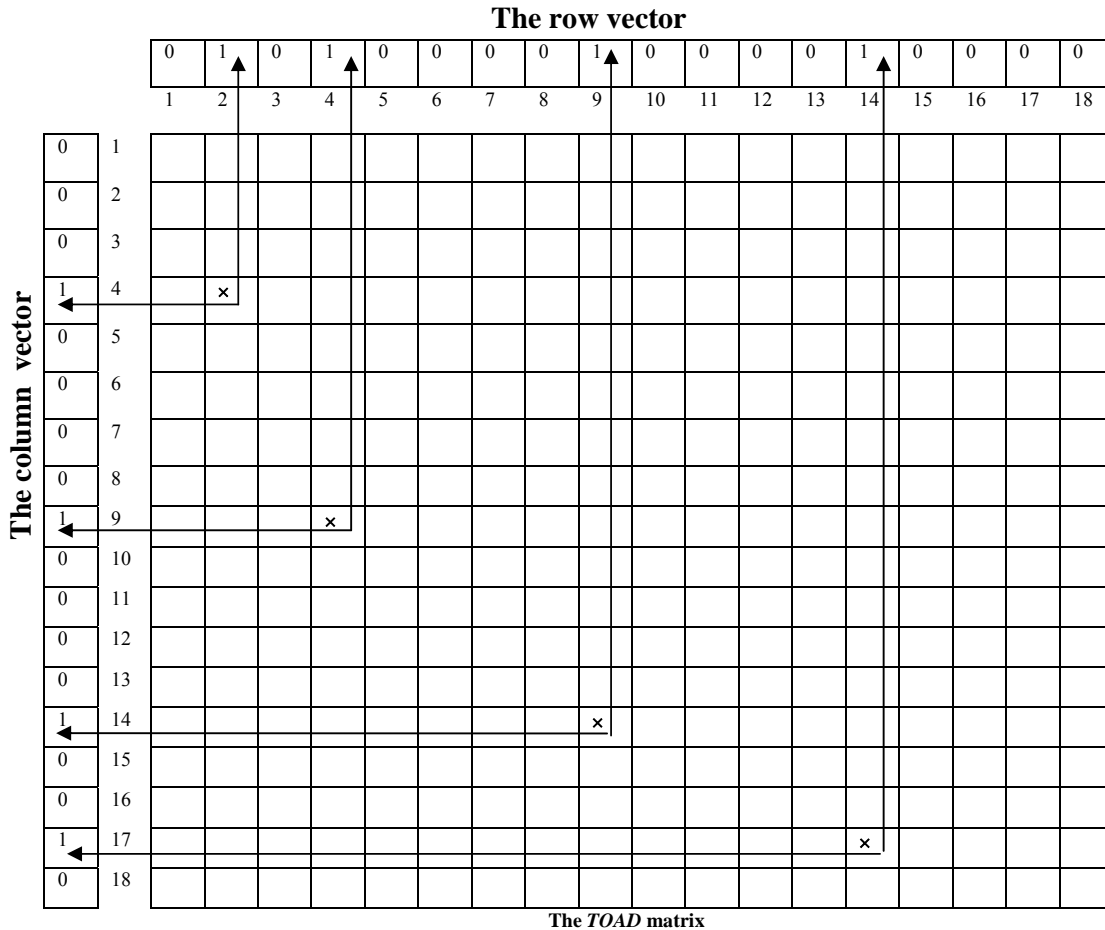 The row vector
0 1 0 1 0 0 0 0 1 0 0 0 0 1 0 0 0 0
1 2 3 4 5 6 7 8 9 10 11 12 13 14 15 16 17 18
The column vector
0 1
0 2
0 3
1 4 ×
0 5
0 6
0 7
0 8
1 9 ×
0 10
0 11
0 12
0 13
1 14 ×
0 15
0 16
1 17 ×
0 18
The TOAD matrix